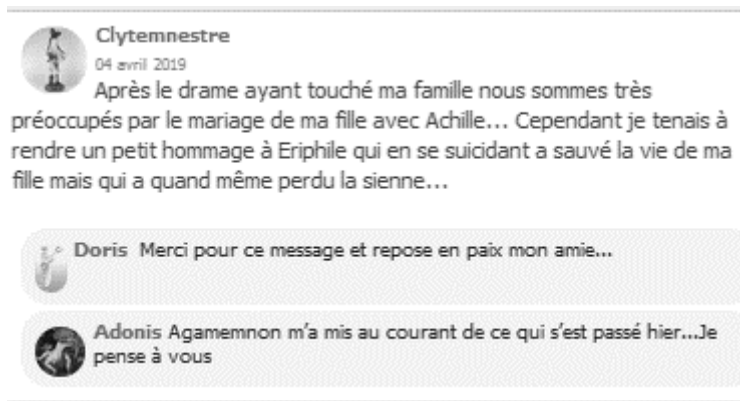 Clytemnestre
04 avril 2019
Après le drame ayant touché ma famille nous sommes très
préoccupés par le mariage de ma fille avec Achille... Cependant je tenais à
rendre un petit hommage à Eriphile qui en se suicidant a sauvé la vie de ma
fille mais qui a quand même perdu la sienne...
Doris Merci pour ce message et repose en paix mon amie...
Adonis Agamemnon m'a mis au courant de ce qui s'est passé hier...Je
pense à vous